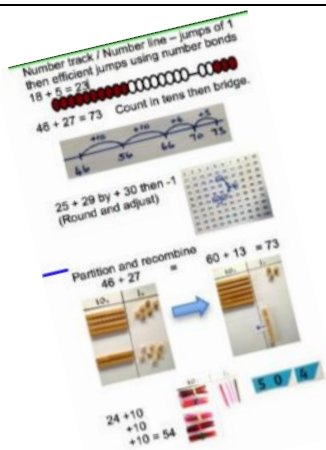 Number track / Number line – jumps of 1
then efficient jumps using number bonds
18 + 5 = 23
46 + 27 = 73 Count in tens then bridge.
+10 +10 +4 +3
46 56 66 70 73
25 + 29 by + 30 then -1
(Round and adjust)
Partition and recombine
46 + 27 = 60 + 13 = 73
24 +10
+10
+10 = 54
5 0 4